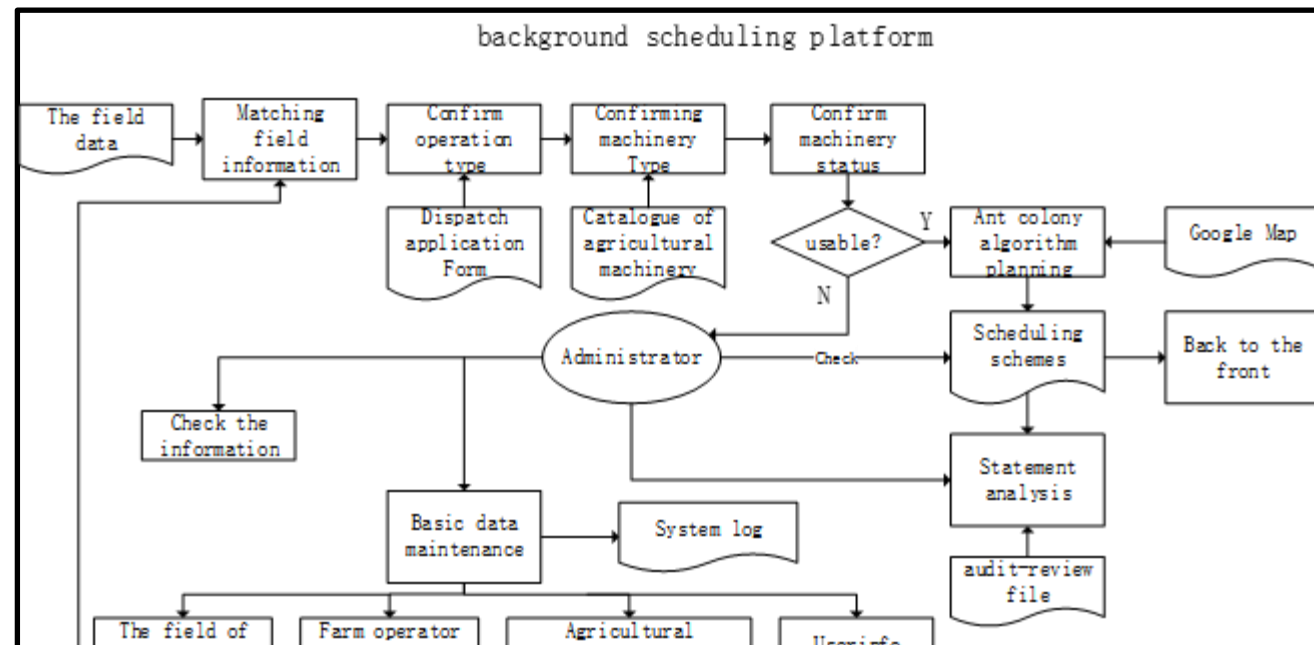 background scheduling platform
The field
data
Matching
field
information
Confirm
operation
type
Confirming
machinery
Type
Confirm
machinery
status
Dispatch
application
Form
Catalogue of
agricultural
machinery
usable?
Y
N
Ant colony
algorithm
planning
Google Map
Administrator
Check
Scheduling
schemes
Back to the
front
Check the
information
Statement
analysis
Basic data
maintenance
System log
audit-review
file
The field of
Farm operator
Agricultural
Userinfo